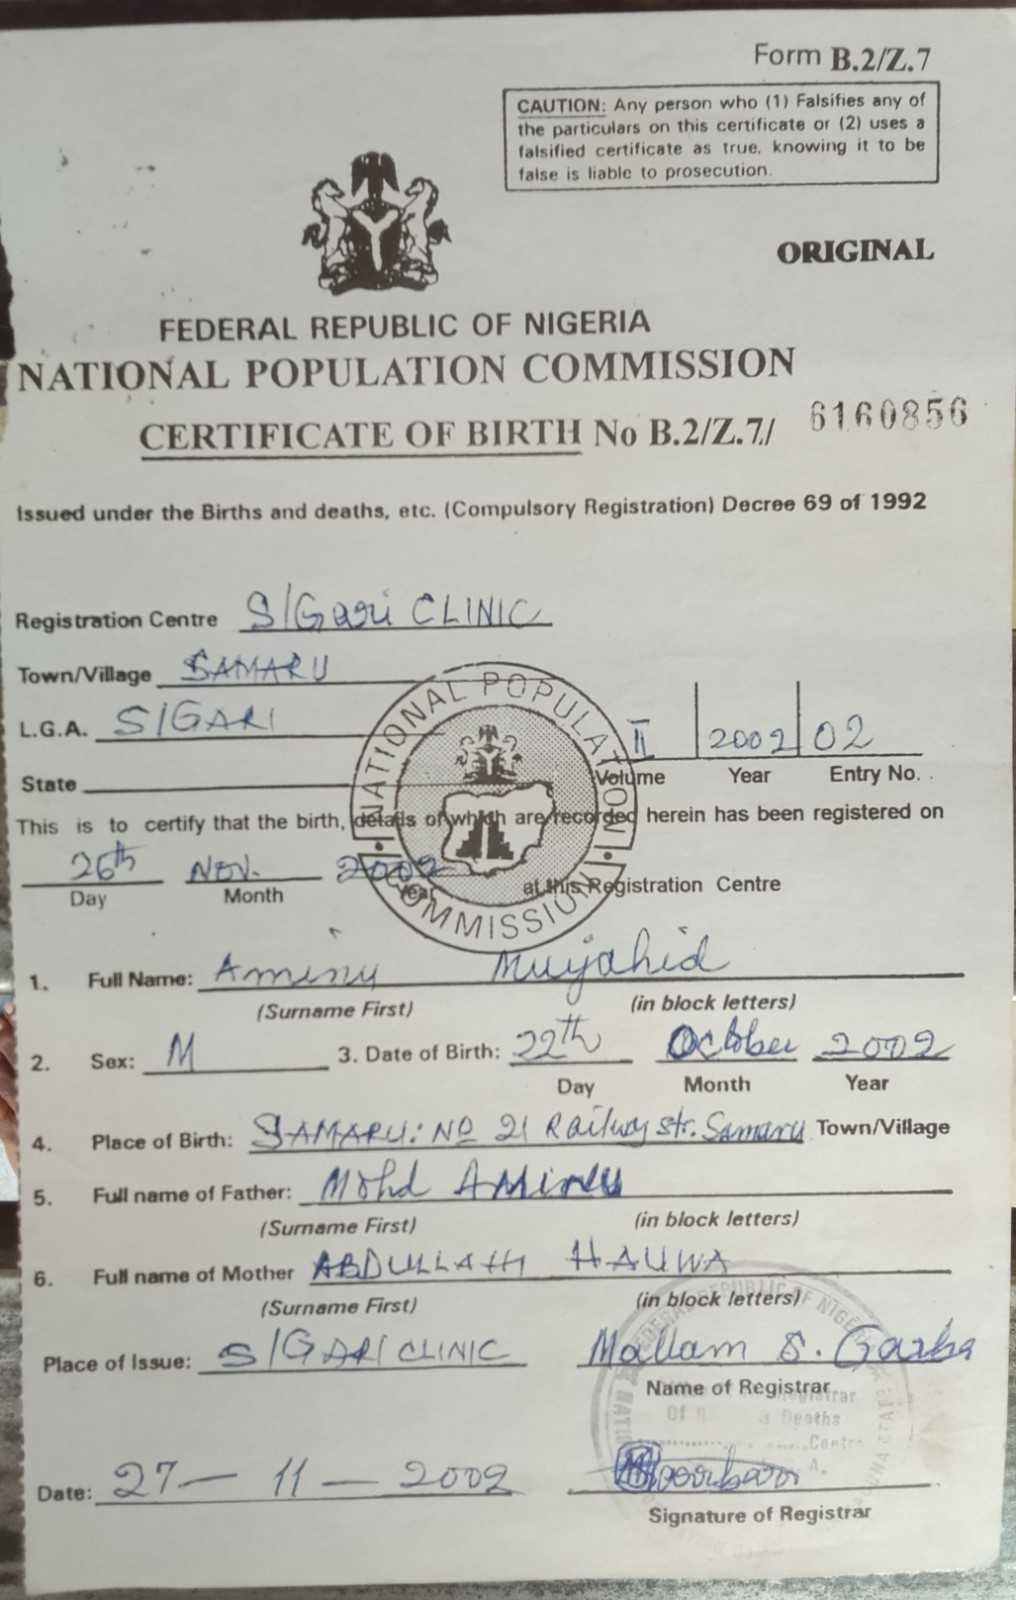 Form B.2/Z.7
CAUTION: Any person who (1) Falsifies any of
the particulars on this certificate or (2) uses a
falsified certificate as true, knowing it to be
false is liable to prosecution.
ORIGINAL
FEDERAL REPUBLIC OF NIGERIA
NATIONAL POPULATION COMMISSION
CERTIFICATE OF BIRTH No B.2/Z.7/ 6160856
Issued under the Births and deaths, etc. (Compulsory Registration) Decree 69 of 1992
Registration Centre S/Gari CLINIC
Town/Village SAMARU
L.G.A. S/GARI
II 2002 02
State
Volume Year Entry No.
NATIONAL POPULATION COMMISSION
This is to certify that the birth, details of which are recorded herein has been registered on
26th Nov. 2002 at this Registration Centre
Day Month Year
1. Full Name: Aminu Mujahid
(Surname First) (in block letters)
2. Sex: M 3. Date of Birth: 22th October 2002
Day Month Year
4. Place of Birth: SAMARU: No 21 Railway str. Samaru Town/Village
5. Full name of Father: Mohd Aminu
(Surname First) (in block letters)
6. Full name of Mother ABDULLAHI HAUWA
(Surname First) (in block letters)
FEDERAL REPUBLIC OF NIGERIA
Place of Issue: S/GARI CLINIC Mallam S. Garba
Name of Registrar
Deaths
Date: 27-11-2002
Signature of Registrar